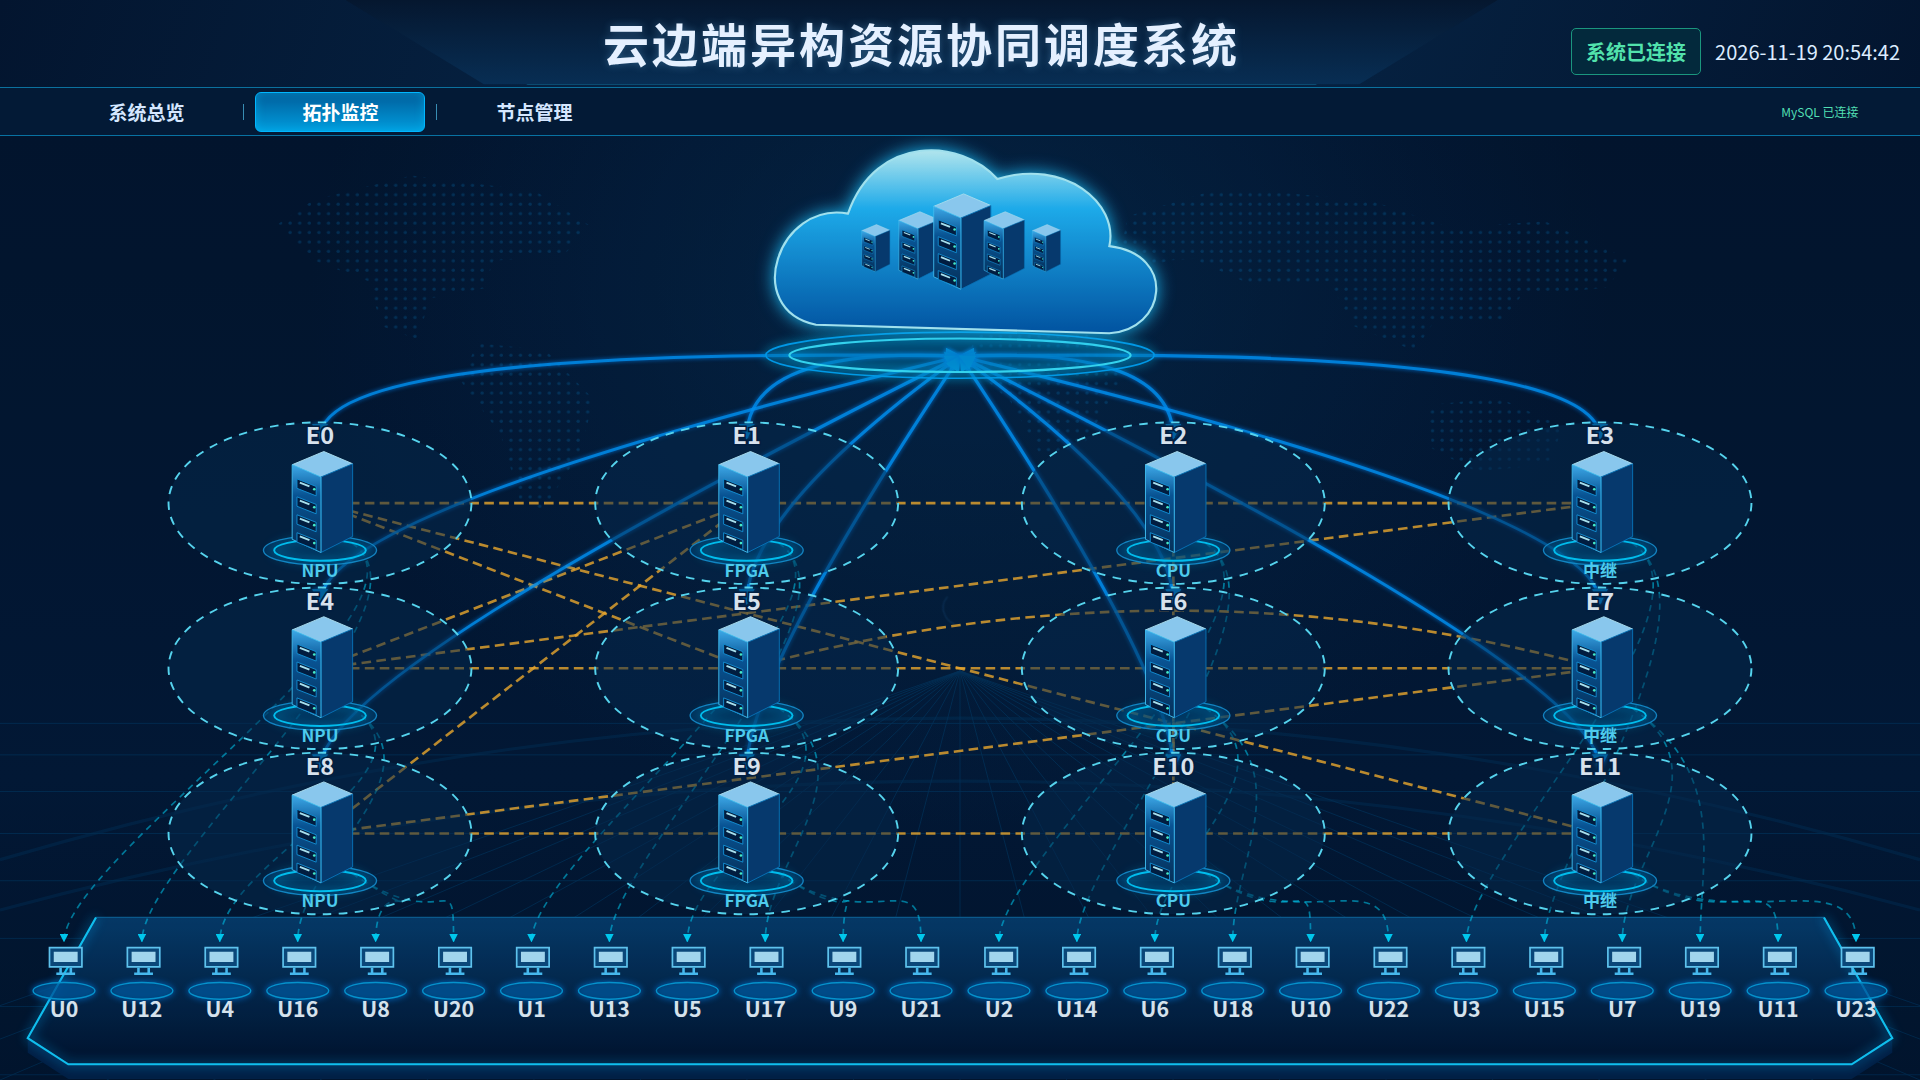 云边端异构资源协同调度系统
系统已连接 2026-11-19 20:54:42
系统总览 拓扑监控 节点管理 MySQL 已连接
E0 E1 E2 E3
NPU FPGA CPU 中继
E4 E5 E6 E7
NPU FPGA CPU 中继
E8 E9 E10 E11
NPU FPGA CPU 中继
U0 U12 U4 U16 U8 U20 U1 U13 U5 U17 U9 U21 U2 U14 U6 U18 U10 U22 U3 U15 U7 U19 U11 U23